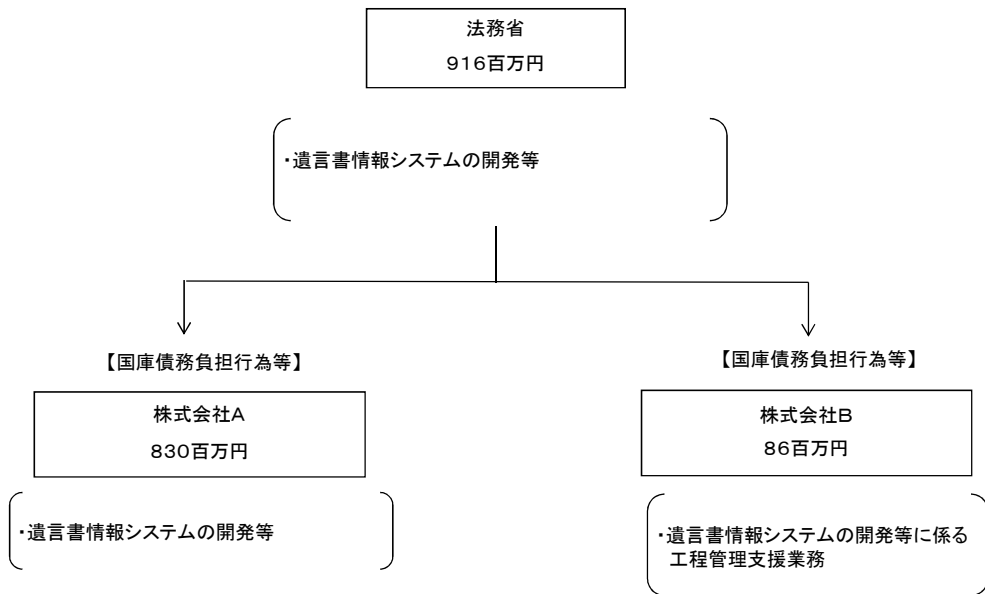 法務省
９１６百万円
・遺言書情報システムの開発等
【国庫債務負担行為等】
株式会社Ａ
８３０百万円
・遺言書情報システムの開発等
【国庫債務負担行為等】
株式会社Ｂ
８６百万円
・遺言書情報システムの開発等に係る
工程管理支援業務